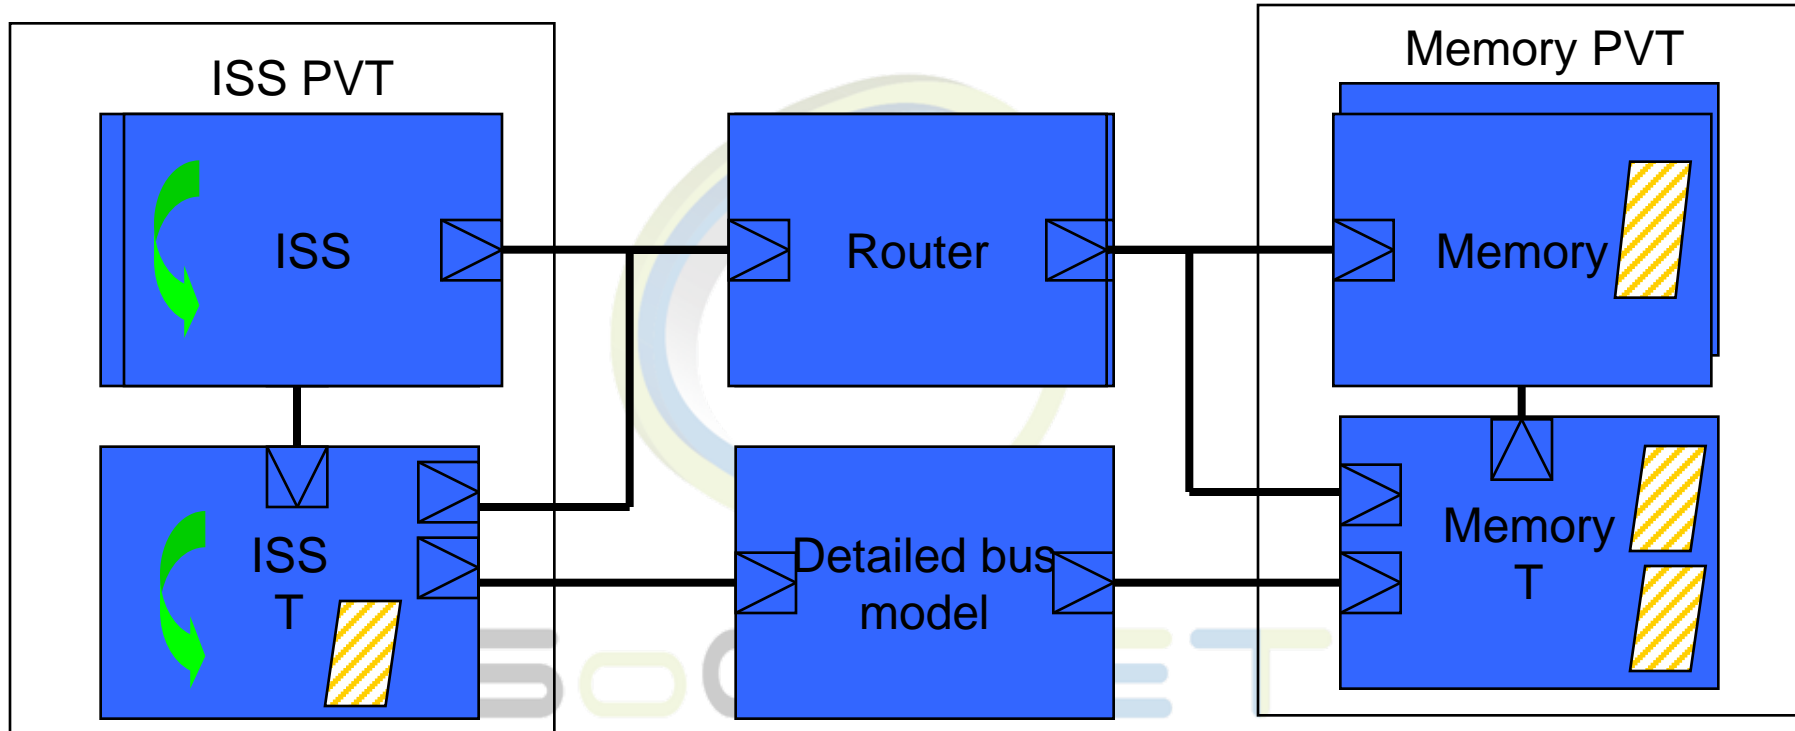 ISS PVT
Memory PVT
ISS
Router
Memory
ISS
T
Detailed bus
model
Memory
T